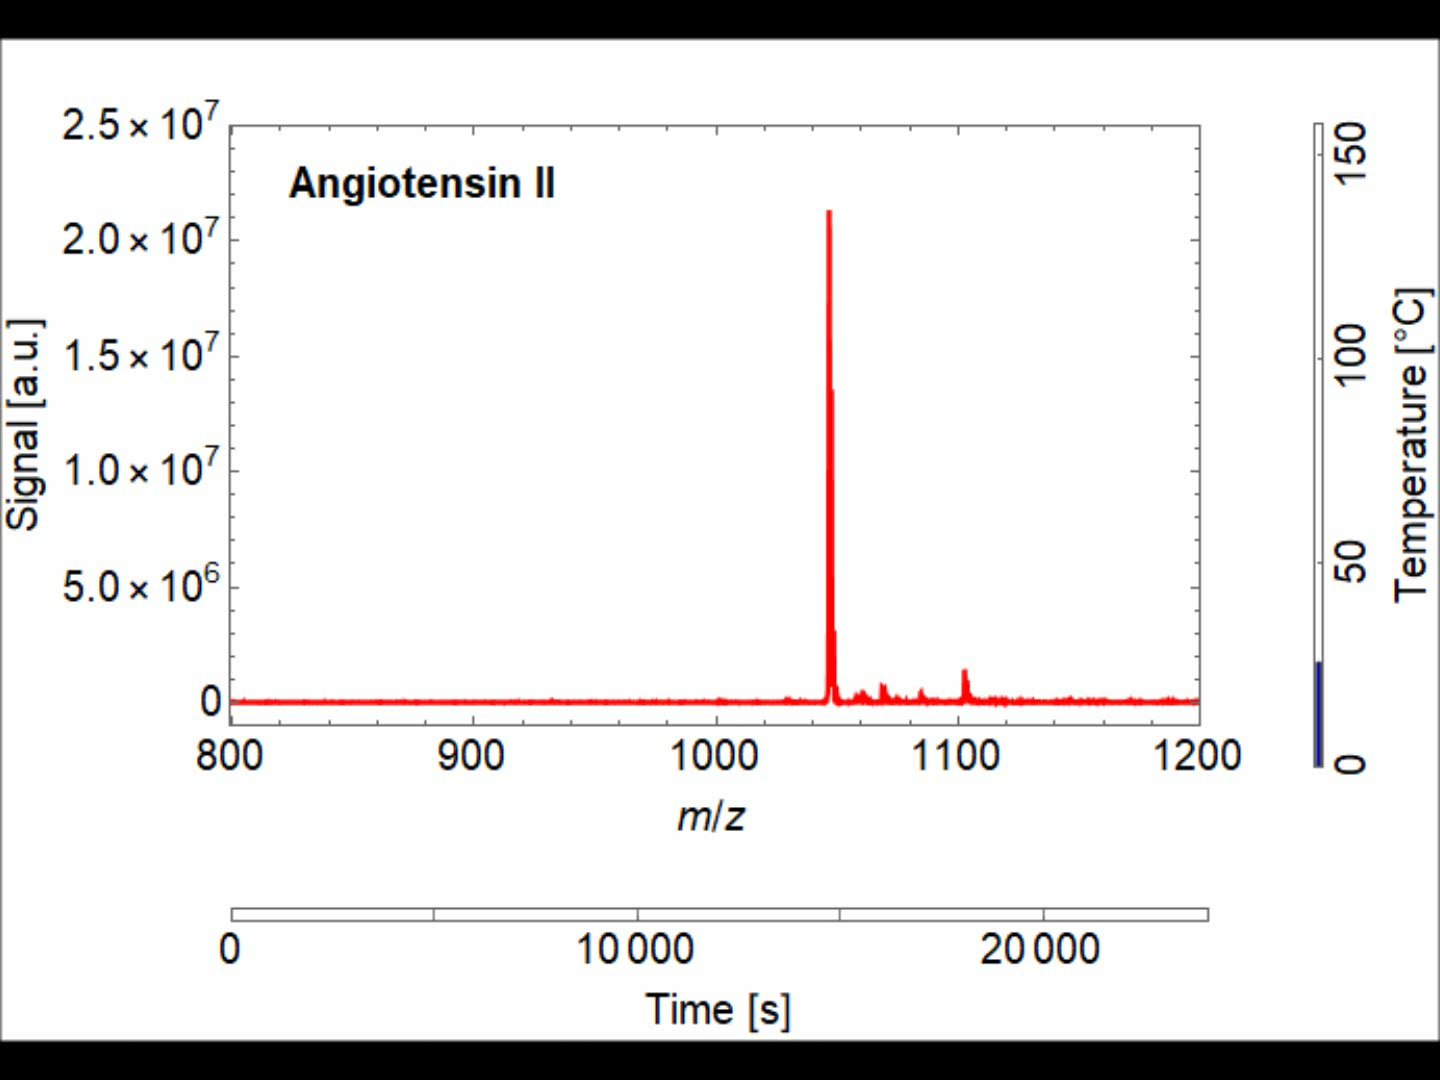 Angiotensin II
Signal [a.u.]
2.5 × 10⁷
2.0 × 10⁷
1.5 × 10⁷
1.0 × 10⁷
5.0 × 10⁶
0
800 900 1000 1100 1200
m/z
150
100
50
0
Temperature [°C]
0 10 000 20 000
Time [s]